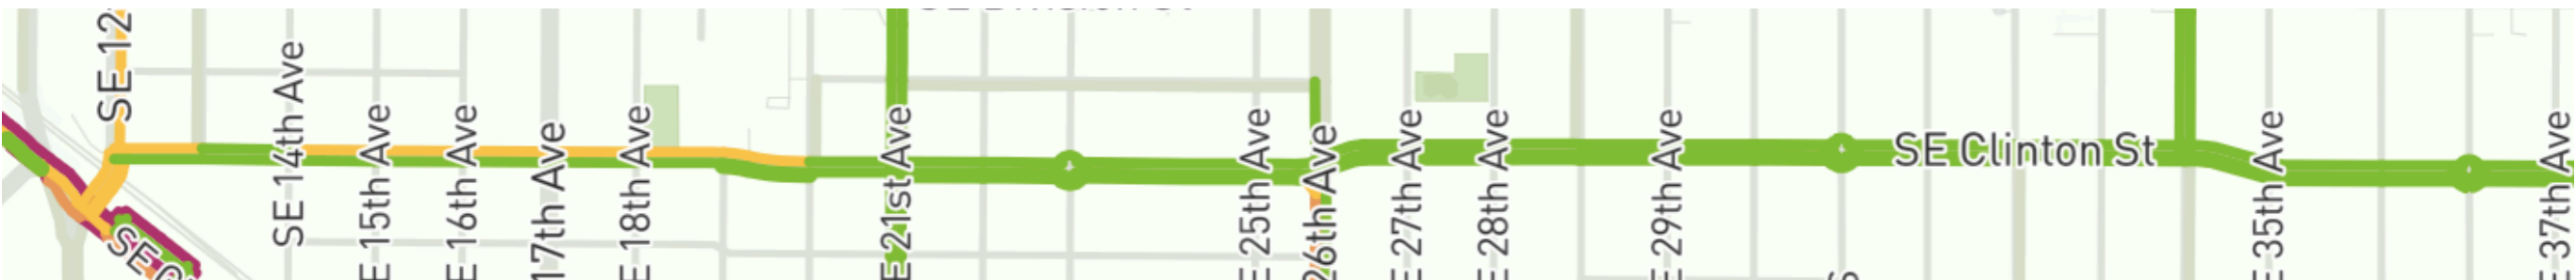 SE 12
SE 14th Ave
E 15th Ave
E 16th Ave
17th Ave
E 18th Ave
E 21st Ave
E 25th Ave
26th Ave
E 27th Ave
E 28th Ave
E 29th Ave
SE Clinton St
E 35th Ave
E 37th Ave
SE